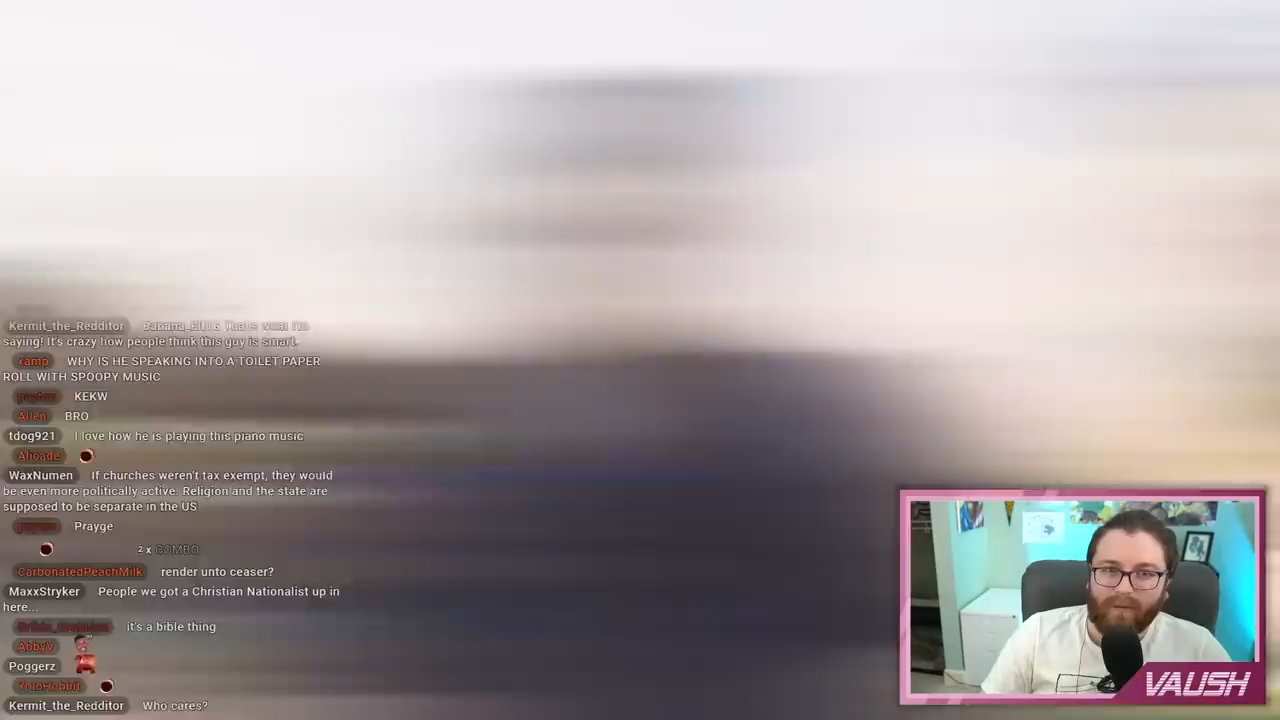 Kermit_the_Redditor
saying! It's crazy how people think this guy is smart.
xamp WHY IS HE SPEAKING INTO A TOILET PAPER
ROLL WITH SPOOPY MUSIC
KEKW
Allen BRO
tdog921 I love how he is playing this piano music
Alicade
WaxNumen If churches weren't tax exempt, they would
be even more politically active. Religion and the state are
supposed to be separate in the US
Prayge
2 x COMBO
CarbonatedPeachMilk render unto ceaser?
MaxxStryker People we got a Christian Nationalist up in
here...
it's a bible thing
AbbyV
Poggerz
YoloHobbit
Kermit_the_Redditor Who cares?
VAUSH